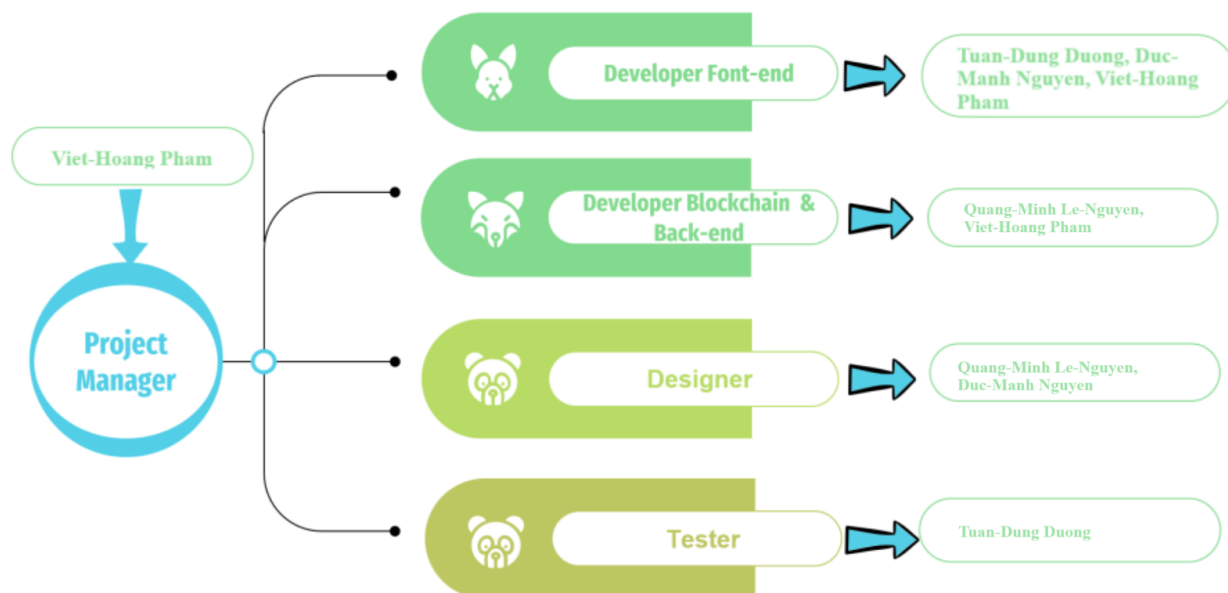 Viet-Hoang Pham
Project
Manager
Developer Font-end
Tuan-Dung Duong, Duc-
Manh Nguyen, Viet-Hoang
Pham
Developer Blockchain &
Back-end
Quang-Minh Le-Nguyen,
Viet-Hoang Pham
Designer
Quang-Minh Le-Nguyen,
Duc-Manh Nguyen
Tester
Tuan-Dung Duong